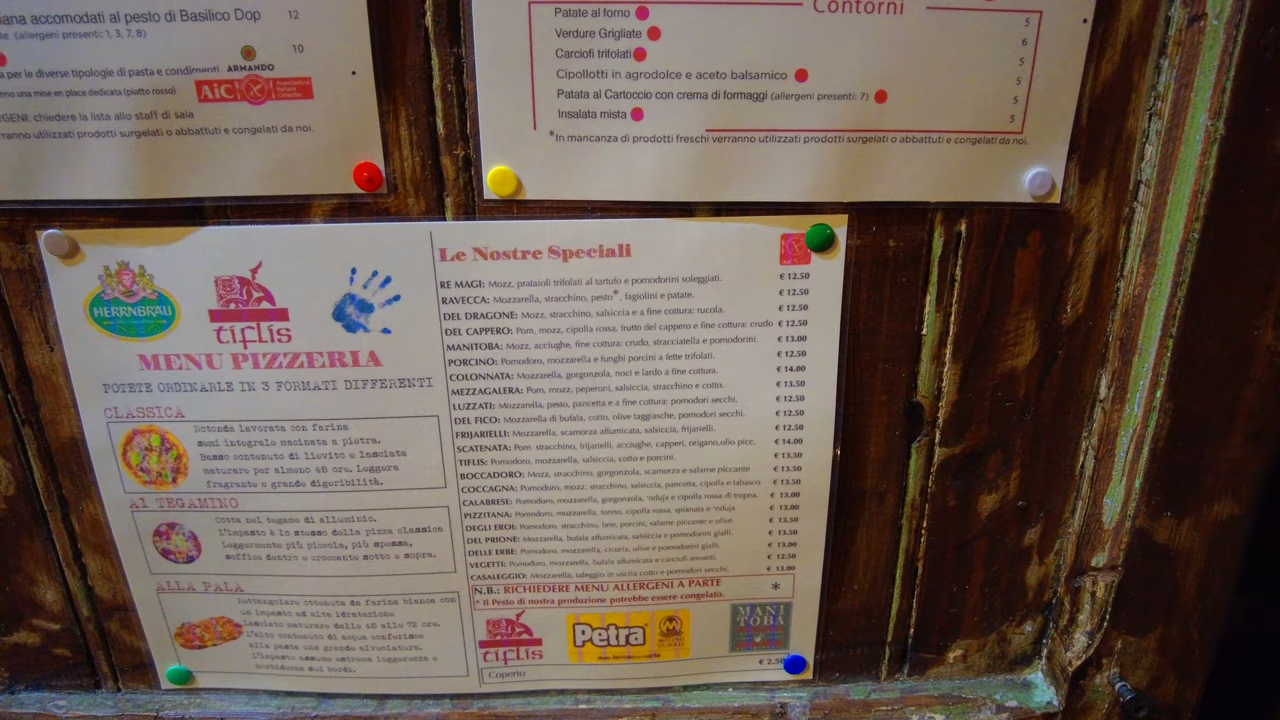 iana accomodati al pesto di Basilico Dop 12
te (allergeni presenti: 1, 3, 7, 8)
10
a per le diverse tipologie di pasta e condimenti ARMANDO
nno una mise en place dedicata (piatto rosso)
AiC Associazione Italiana Celiachia
GENI: chiedere la lista allo staff di sala
rranno utilizzati prodotti surgelati o abbattuti e congelati da noi.
Contorni
Patate al forno 5
Verdure Grigliate 6
Carciofi trifolati 5
Cipollotti in agrodolce e aceto balsamico 5
Patata al Cartoccio con crema di formaggi (allergeni presenti: 7) 5
Insalata mista 5
*In mancanza di prodotti freschi verranno utilizzati prodotti surgelati o abbattuti e congelati da noi.
HERRNBRÄU
tiflis
MENU PIZZERIA
POTETE ORDINARLE IN 3 FORMATI DIFFERENTI
CLASSICA
Rotonda lavorata con farina
semi integrale macinata a pietra.
Basso contenuto di lievito e lasciata
maturare per almeno 48 ore. Leggera
fragrante e grande digeribilità.
Al TEGAMINO
Cotta nel tegame di alluminio.
L'impasto è lo stesso della pizza classica
Leggermente più piccola, più spessa,
soffice dentro e croccante sotto e sopra.
ALLA PALA
Rettangolare ottenuta da farina bianca con
un impasto ad alta idratazione
lasciato maturare dalle 48 alle 72 ore.
L'alto contenuto di acqua conferisce
alla pasta una grande alveolatura.
L'impasto assume estrema leggerezza e
morbidezza sui bordi.
Le Nostre Speciali
AiC
RE MAGI: Mozz, prataioli trifolati al tartufo e pomodorini soleggiati. € 12.50
RAVECCA: Mozzarella, stracchino, pesto*, fagiolini e patate. € 12.50
DEL DRAGONE: Mozz, stracchino, salsiccia e a fine cottura: rucola. € 12.50
DEL CAPPERO: Pom, mozz, cipolla rossa, frutto del cappero e fine cottura: crudo € 12.50
MANITOBA: Mozz, acciughe, fine cottura: crudo, stracciatella e pomodorini. € 13.00
PORCINO: Pomodoro, mozzarella e funghi porcini a fette trifolati. € 12.50
COLONNATA: Mozzarella, gorgonzola, noci e lardo a fine cottura. € 14.00
MEZZAGALERA: Pom, mozz, peperoni, salsiccia, stracchino e cotto. € 13.50
LUZZATI: Mozzarella, pesto, pancetta e a fine cottura: pomodori secchi. € 12.50
DEL FICO: Mozzarella di bufala, cotto, olive taggiasche, pomodori secchi. € 12.50
FRIJARIELLI: Mozzarella, scamorza affumicata, salsiccia, frijarielli. € 12.50
SCATENATA: Pom. stracchino, frijarielli, acciughe, capperi, origano,olio picc. € 14.00
TIFLIS: Pomodoro, mozzarella, salsiccia, cotto e porcini. € 13.50
BOCCADORO: Mozz, stracchino, gorgonzola, scamorza e salame piccante € 13.50
COCCAGNA: Pomodoro, mozz, stracchino, salsiccia, pancetta, cipolla e tabasco € 13.50
CALABRESE: Pomodoro, mozzarella, gorgonzola, 'nduja e cipolla rossa di tropea. € 13.00
PIZZITANA: Pomodoro, mozzarella, tonno, cipolla rossa, spianata e 'nduja € 13.00
DEGLI EROI: Pomodoro, stracchino, brie, porcini, salame piccante e olive. € 13.50
DEL PRIONE: Mozzarella, bufala affumicata, salsiccia e pomodorini gialli. € 13.50
DELLE ERBE: Pomodoro, mozzarella, cicoria, olive e pomodorini gialli. € 13.00
VEGETTI: Pomodoro, mozzarella, bufala affumicata e carciofi arrostiti. € 12.50
CASALEGGIO: Mozzarella, taleggio in uscita cotto e pomodori secchi. € 13.00
N.B.: RICHIEDERE MENU ALLERGENI A PARTE *
* Il Pesto di nostra produzione potrebbe essere congelato.
tiflis
Petra
MANI TOBA
Coperto € 2.50